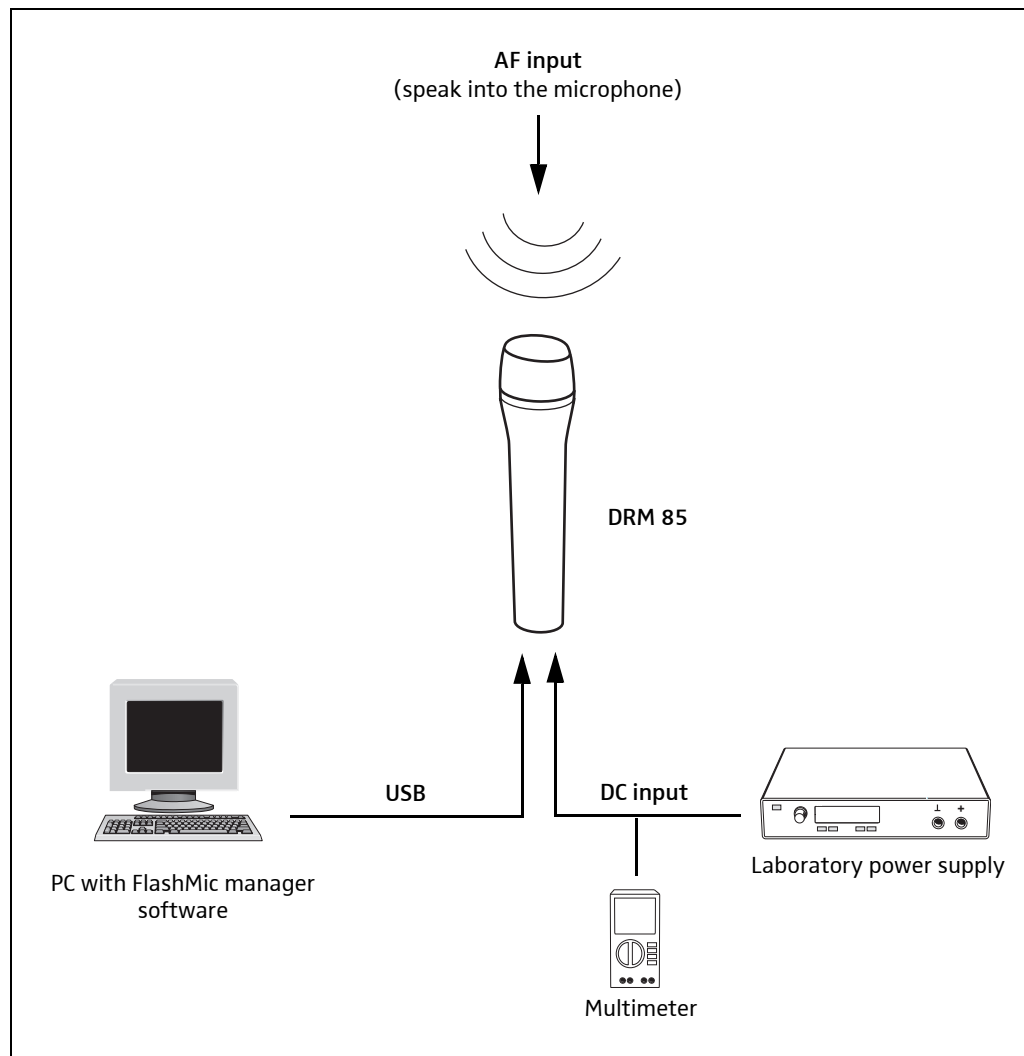 AF input
(speak into the microphone)
DRM 85
USB
DC input
⊥ +
Laboratory power supply
PC with FlashMic manager
software
Multimeter